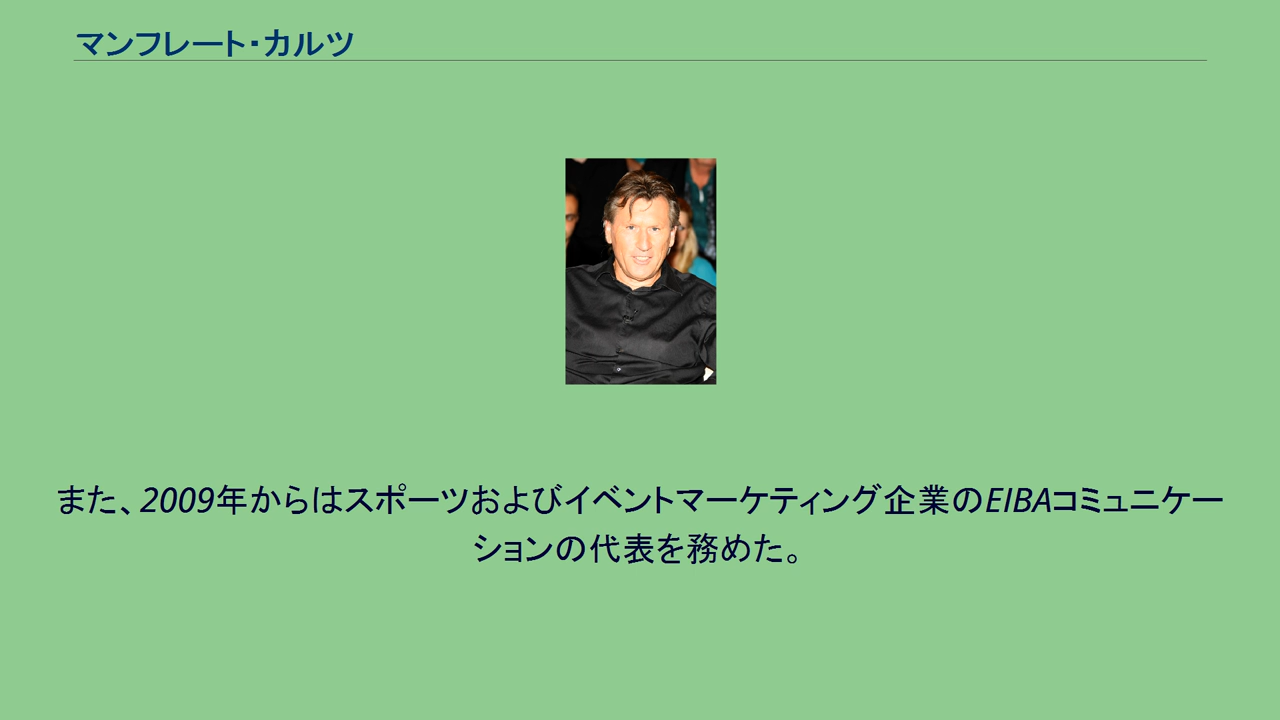 マンフレート・カルツ
また、2009年からはスポーツおよびイベントマーケティング企業のEIBAコミュニケー
ションの代表を務めた。